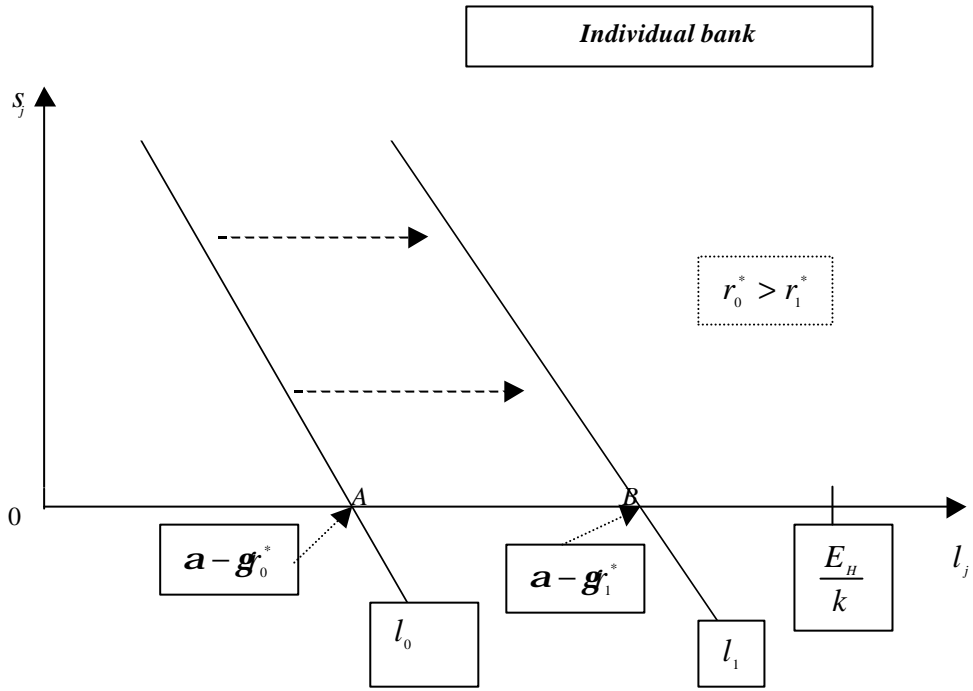 Individual bank
s_j
r_0^* > r_1^*
A
B
0
a – gr_0^*
a – gr_1^*
E_H
k
l_j
l_0
l_1